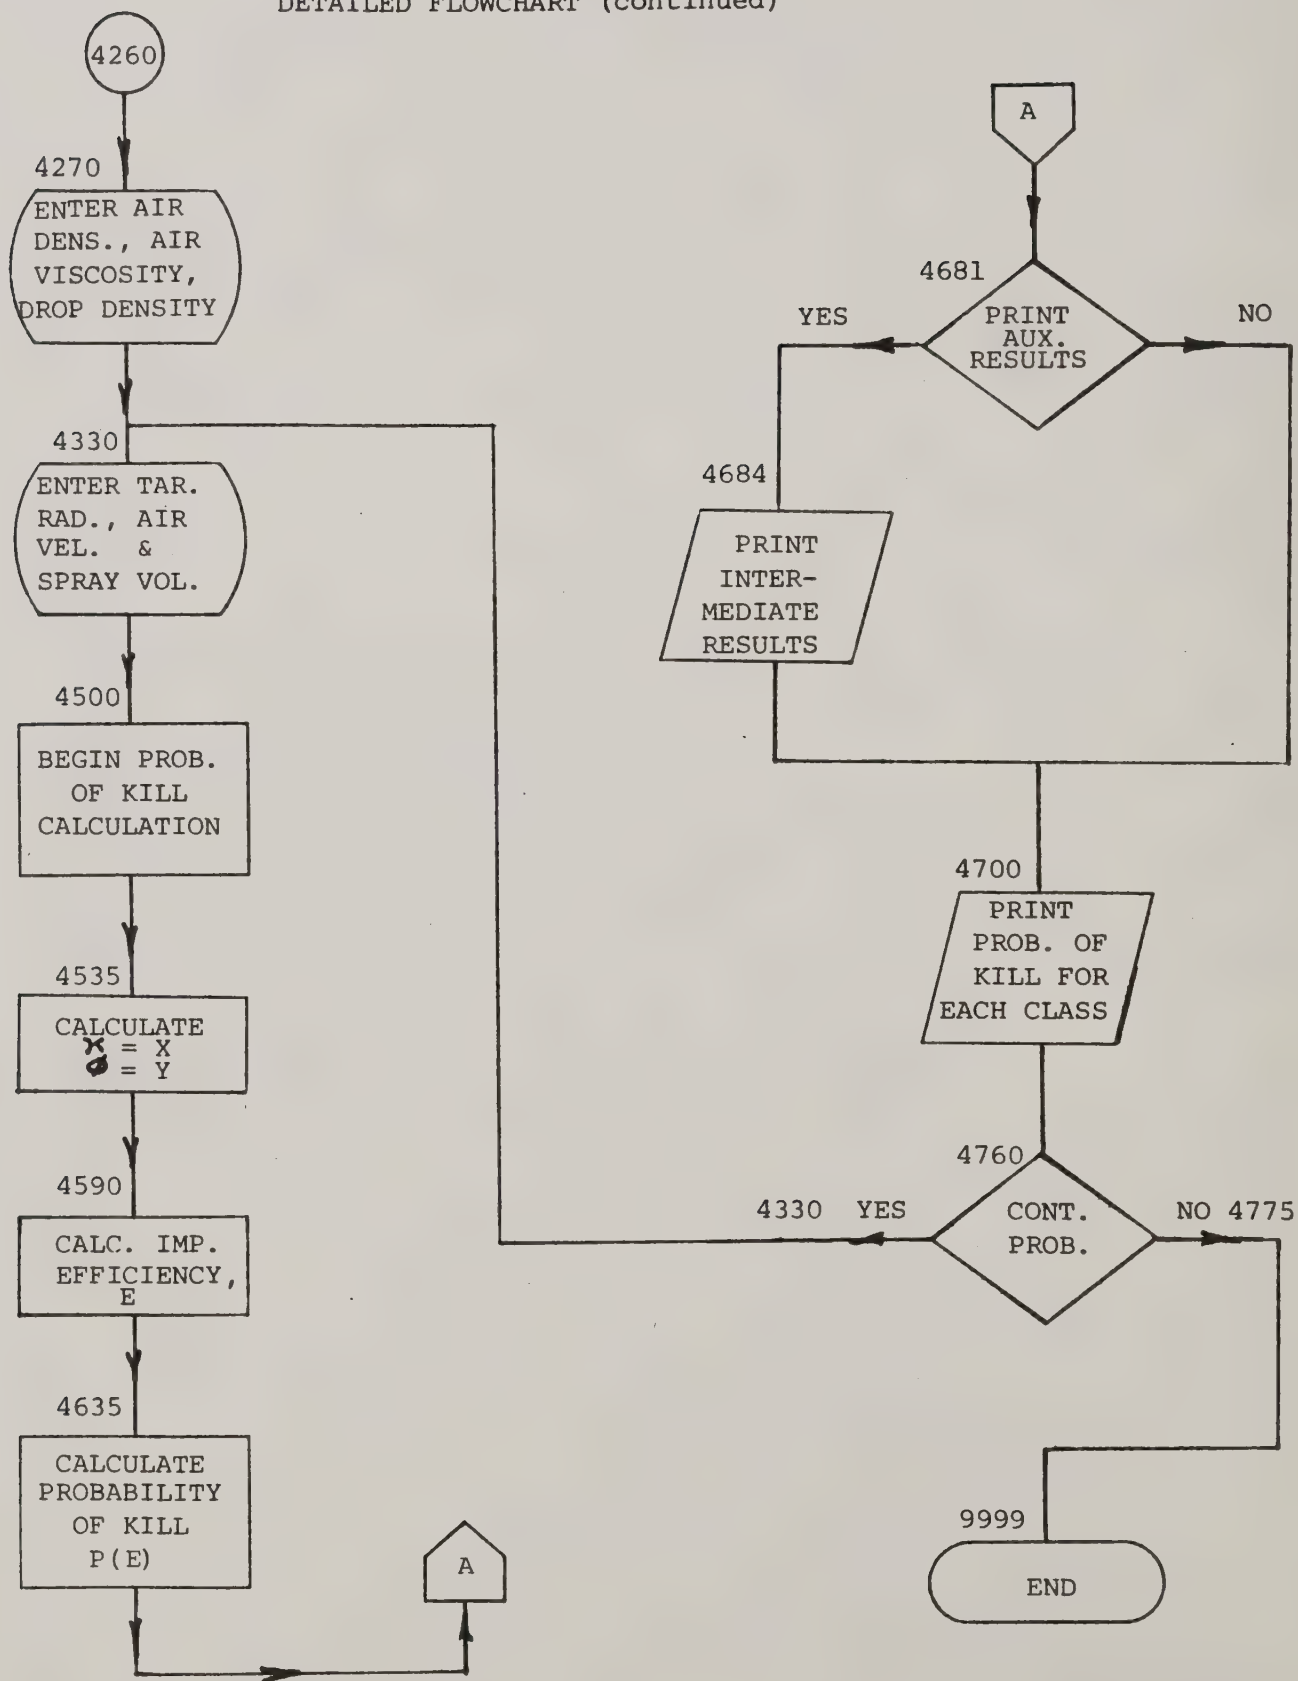 DETAILED FLOWCHART (continued)
4260
4270
ENTER AIR
DENS., AIR
VISCOSITY,
DROP DENSITY
4330
ENTER TAR.
RAD., AIR
VEL. &
SPRAY VOL.
4500
BEGIN PROB.
OF KILL
CALCULATION
4535
CALCULATE
= X
= Y
4590
CALC. IMP.
EFFICIENCY,
E
4635
CALCULATE
PROBABILITY
OF KILL
P(E)
A
A
4681
PRINT
AUX.
RESULTS
YES
NO
4684
PRINT
INTER-
MEDIATE
RESULTS
4700
PRINT
PROB. OF
KILL FOR
EACH CLASS
4760
CONT.
PROB.
4330 YES
NO 4775
9999
END